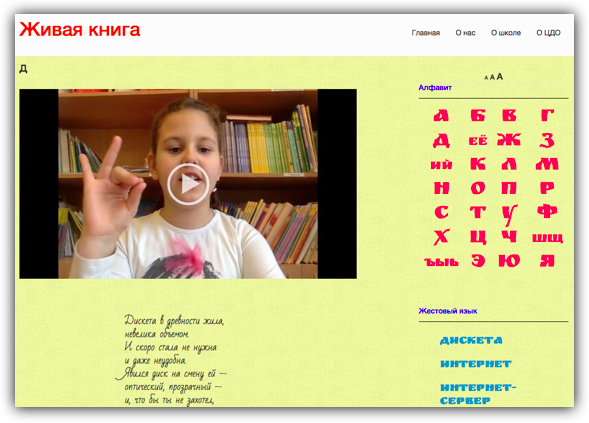 Живая книга
Главная О нас О школе О ЦДО
Д
A A A
Алфавит
А Б В Г
Д ЕЁ Ж З
ИЙ К Л М
Н О П Р
С Т У Ф
Х Ц Ч ШЩ
ЪЫЬ Э Ю Я
Дискета в древности жила,
невелика объемом.
И скоро стала не нужна
и даже неудобна.
Явился диск на смену ей —
оптический, прозрачный —
и, что бы ты не захотел,
Жестовый язык
ДИСКЕТА
ИНТЕРНЕТ
ИНТЕРНЕТ-
СЕРВЕР